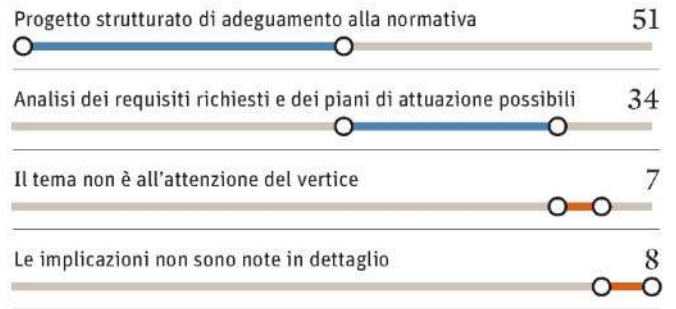 Progetto strutturato di adeguamento alla normativa 51
Analisi dei requisiti richiesti e dei piani di attuazione possibili 34
Il tema non è all'attenzione del vertice 7
Le implicazioni non sono note in dettaglio 8